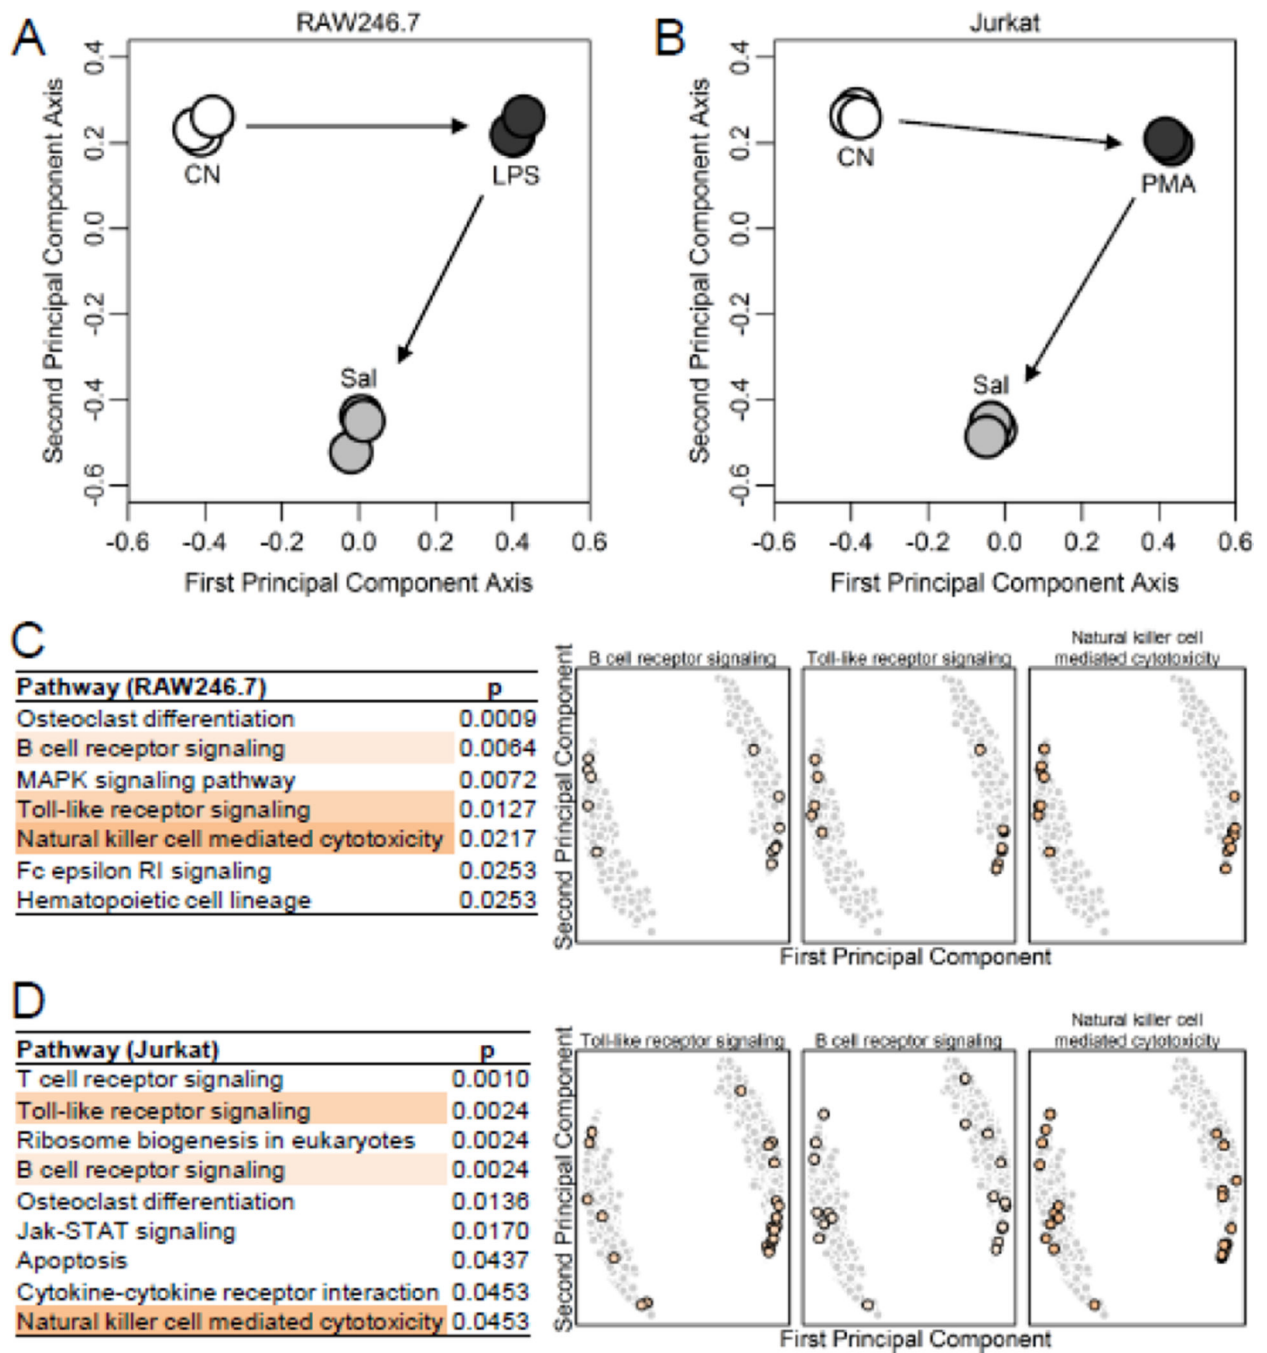 A
RAW246.7
Second Principal Component Axis
0.4
0.2
0.0
-0.2
-0.4
-0.6
CN
LPS
Sal
-0.6 -0.4 -0.2 0.0 0.2 0.4 0.6
First Principal Component Axis
B
Jurkat
Second Principal Component Axis
0.4
0.2
0.0
-0.2
-0.4
-0.6
CN
PMA
Sal
-0.6 -0.4 -0.2 0.0 0.2 0.4 0.6
First Principal Component Axis
C
Pathway (RAW246.7) p
Osteoclast differentiation 0.0009
B cell receptor signaling 0.0064
MAPK signaling pathway 0.0072
Toll-like receptor signaling 0.0127
Natural killer cell mediated cytotoxicity 0.0217
Fc epsilon RI signaling 0.0253
Hematopoietic cell lineage 0.0253
Second Principal Component
B cell receptor signaling
Toll-like receptor signaling
Natural killer cell
mediated cytotoxicity
First Principal Component
D
Pathway (Jurkat) p
T cell receptor signaling 0.0010
Toll-like receptor signaling 0.0024
Ribosome biogenesis in eukaryotes 0.0024
B cell receptor signaling 0.0024
Osteoclast differentiation 0.0136
Jak-STAT signaling 0.0170
Apoptosis 0.0437
Cytokine-cytokine receptor interaction 0.0453
Natural killer cell mediated cytotoxicity 0.0453
Second Principal Component
Toll-like receptor signaling
B cell receptor signaling
Natural killer cell
mediated cytotoxicity
First Principal Component